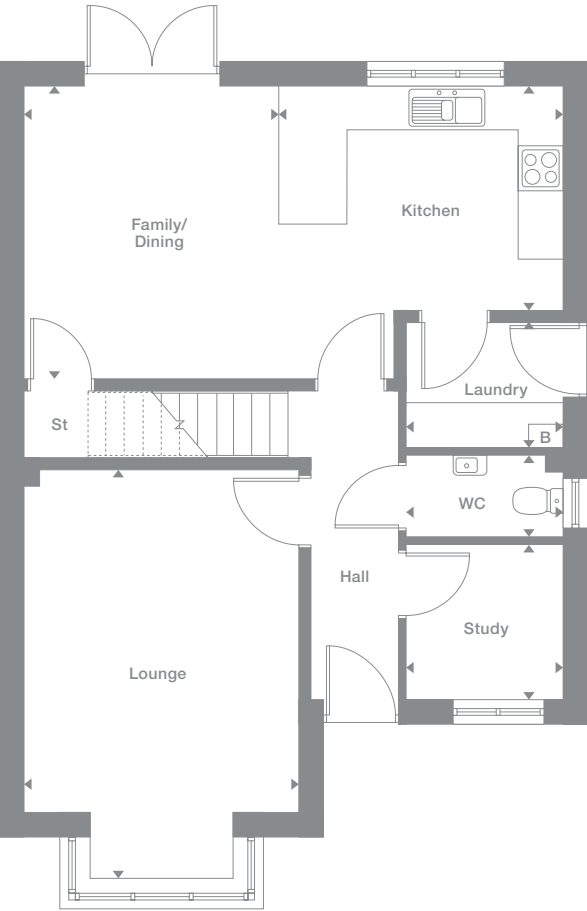 Family/
Dining
Kitchen
Laundry
St
B
WC
Hall
Study
Lounge